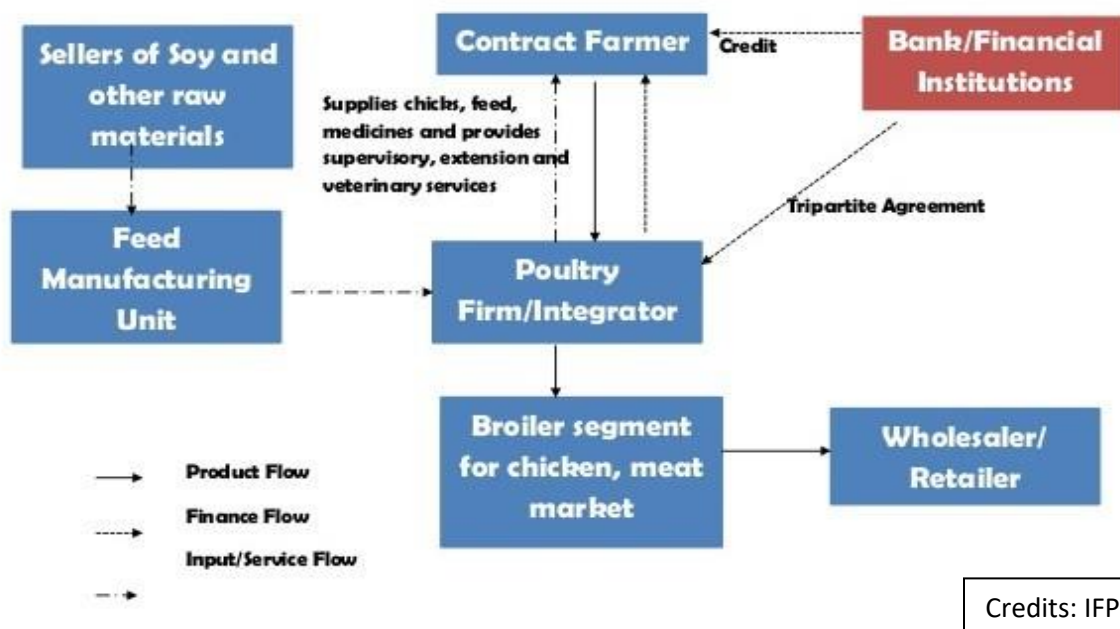 Sellers of Soy and
other raw
materials
Contract Farmer
Credit
Bank/Financial
Institutions
Supplies chicks, feed,
medicines and provides
supervisory, extension and
veterinary services
Tripartite Agreement
Feed
Manufacturing
Unit
Poultry
Firm/Integrator
Broiler segment
for chicken, meat
market
Wholesaler/
Retailer
Product Flow
Finance Flow
Input/Service Flow
Credits: IFP